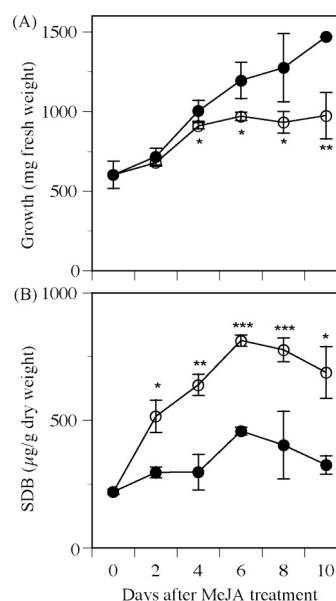 (A)
1500
1000
500
0
Growth (mg fresh weight)
*
*
*
**
(B)
1000
500
0
SDB (µg/g dry weight)
*
**
***
***
*
0 2 4 6 8 10
Days after MeJA treatment